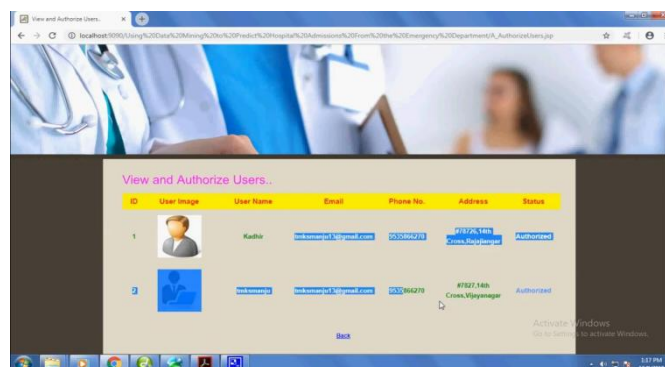 View and Authorize Users..
localhost:9090/Using%20Data%20Mining%20to%20Predict%20Hospital%20Admissions%20From%20the%20Emergency%20Department/A_AuthorizeUsers.jsp
View and Authorize Users..
ID User Image User Name Email Phone No. Address Status
1 Kadhir tmksmanju13@gmail.com 9535866270 #78726,14th Cross,Rajajinagar Authorized
2 tmksmanju tmksmanju13@gmail.com 9535866270 #7827,14th Cross,Vijayanagar Authorized
Back
Activate Windows
Go to Settings to activate Windows.
1:17 PM